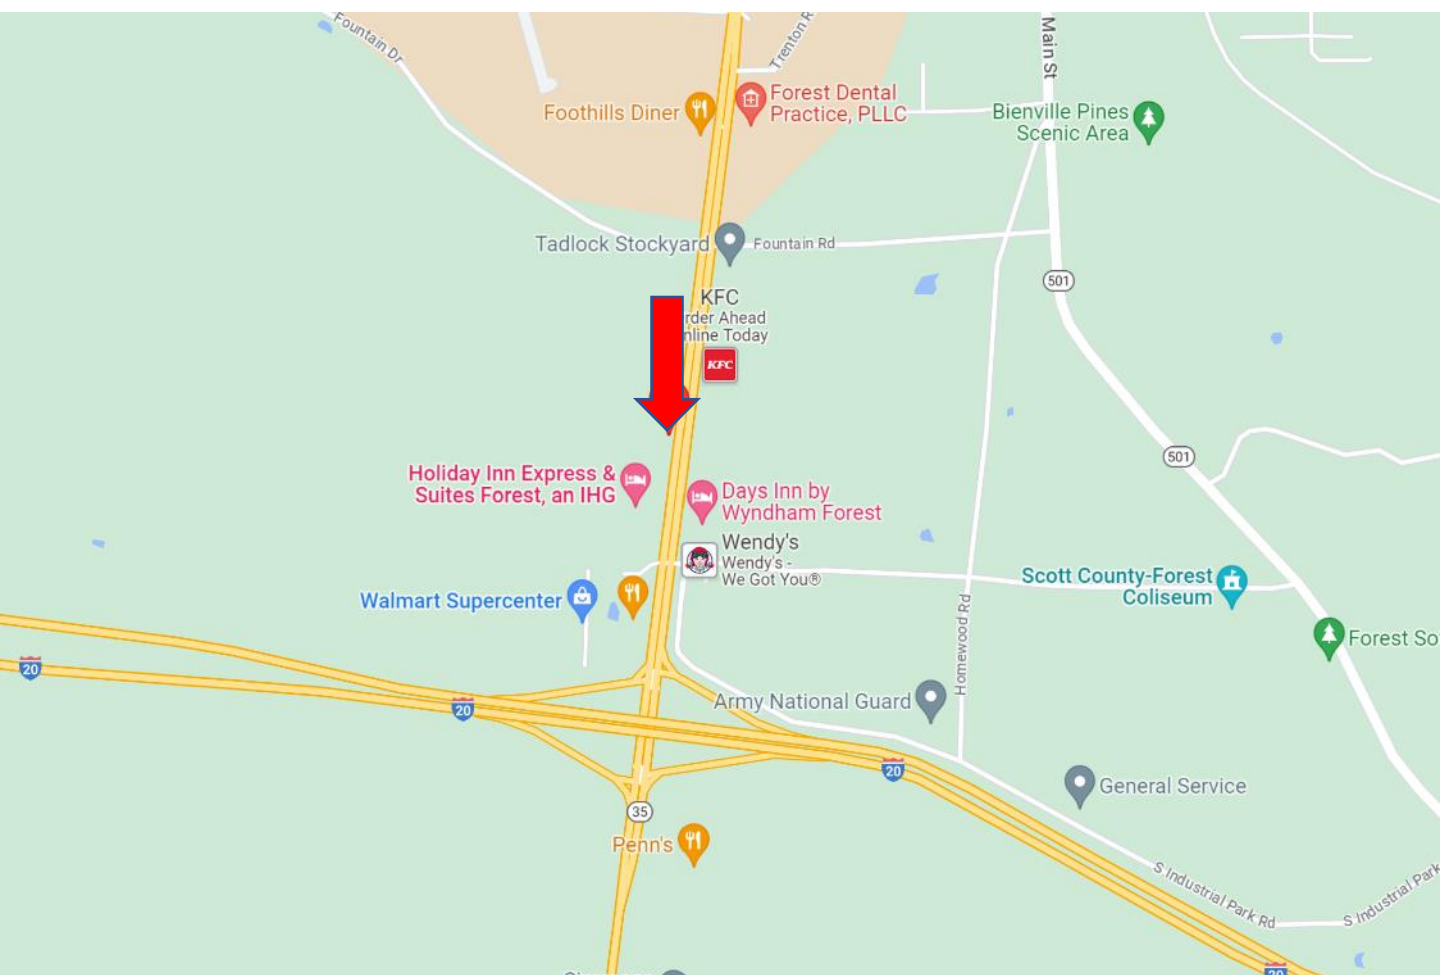 Fountain Dr
Trenton R
Main St
Foothills Diner
Forest Dental
Practice, PLLC
Bienville Pines
Scenic Area
Tadlock Stockyard
Fountain Rd
501
KFC
rder Ahead
nline Today
KFC
501
Holiday Inn Express &
Suites Forest, an IHG
Days Inn by
Wyndham Forest
Wendy's
Wendy's -
We Got You®
Walmart Supercenter
Scott County-Forest
Coliseum
Homewood Rd
Forest So
20
20
Army National Guard
20
General Service
35
Penn's
S Industrial Park Rd
S Industrial Park
20